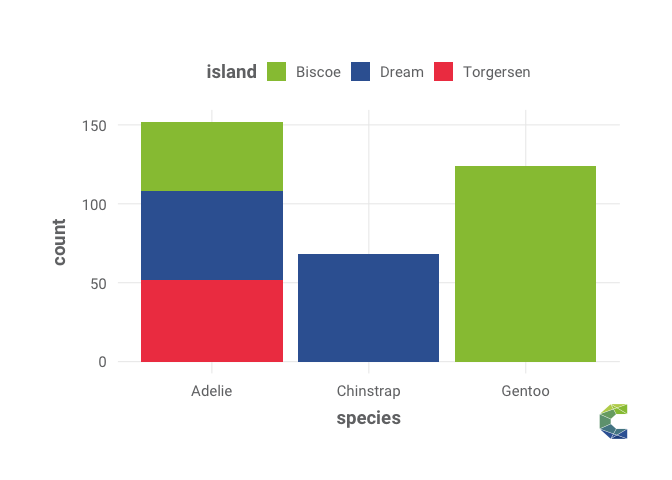 island Biscoe Dream Torgersen
150
100
50
0
count
Adelie Chinstrap Gentoo
species